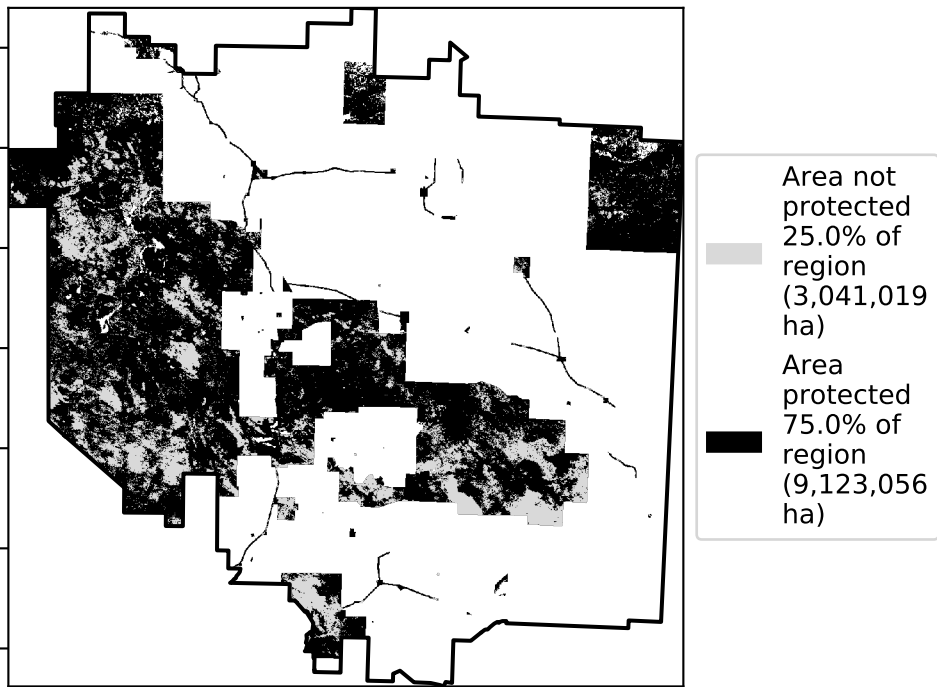 Area not
protected
25.0% of
region
(3,041,019
ha)
Area
protected
75.0% of
region
(9,123,056
ha)